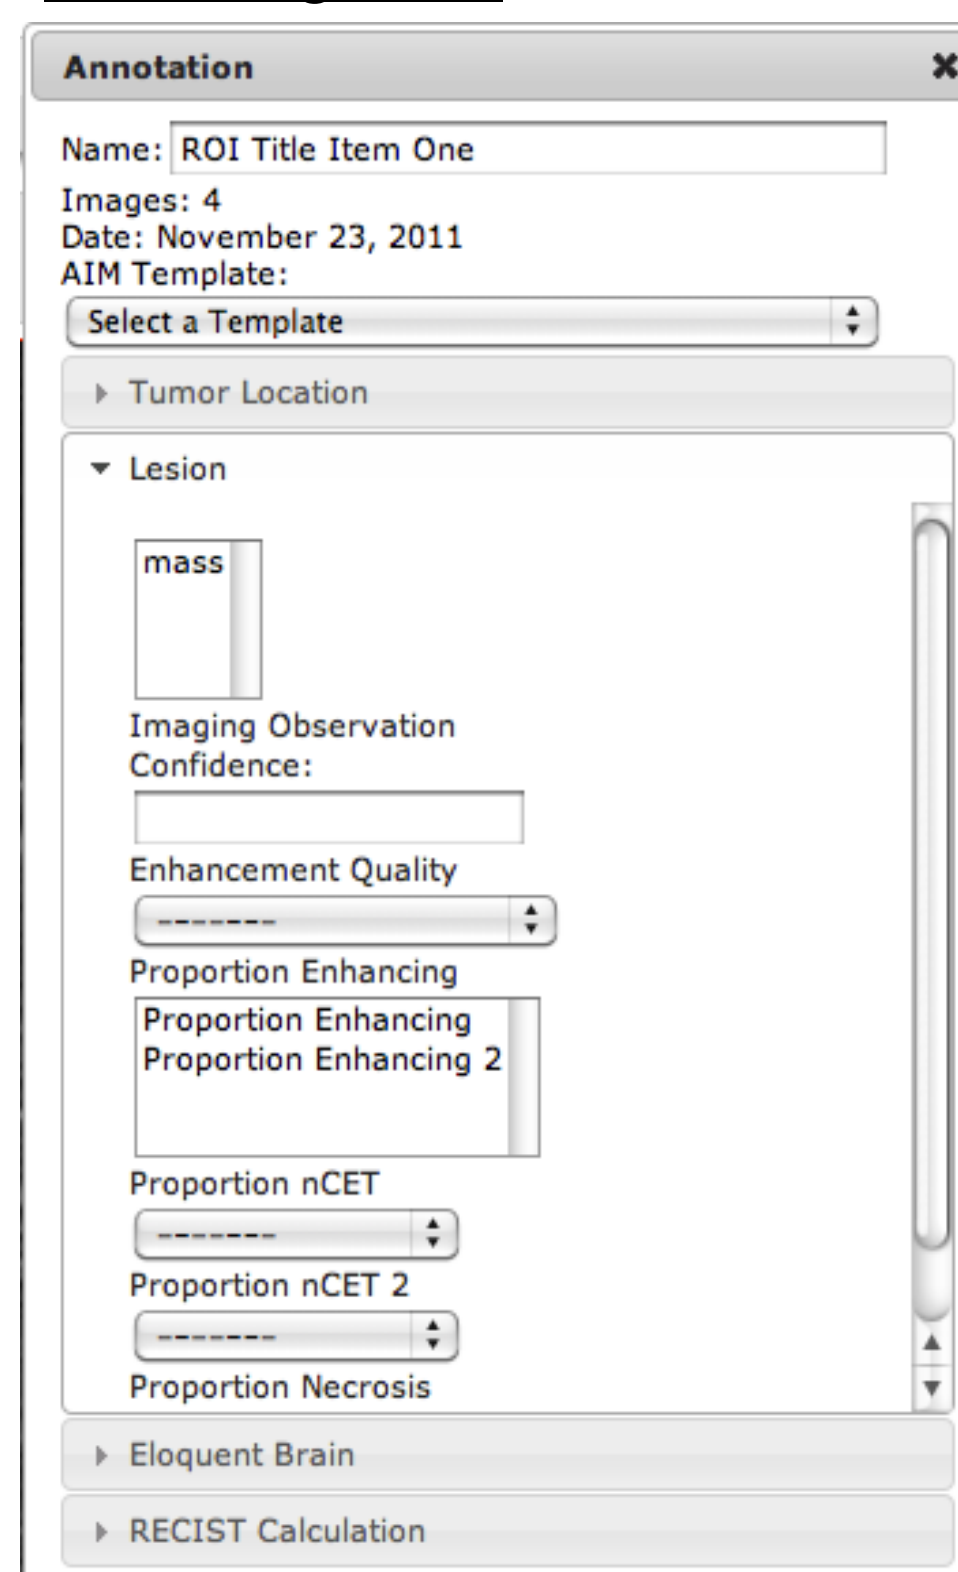 Annotation
Name: ROI Title Item One
Images: 4
Date: November 23, 2011
AIM Template:
Select a Template
Tumor Location
Lesion
mass
Imaging Observation
Confidence:
Enhancement Quality
-------
Proportion Enhancing
Proportion Enhancing
Proportion Enhancing 2
Proportion nCET
-------
Proportion nCET 2
-------
Proportion Necrosis
Eloquent Brain
RECIST Calculation